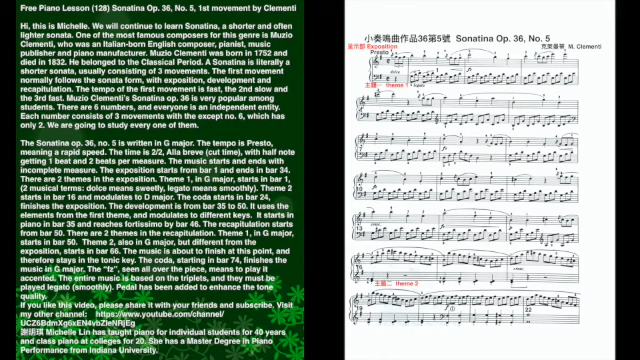 Free Piano Lesson (128) Sonatina Op. 36, No. 5, 1st movement by Clementi
Hi, this is Michelle. We will continue to learn Sonatina, a shorter and often
lighter sonata. One of the most famous composers for this genre is Muzio
Clementi, who was an Italian-born English composer, pianist, music
publisher and piano manufacturer. Muzio Clementi was born in 1752 and
died in 1832. He belonged to the Classical Period. A Sonatina is literally a
shorter sonata, usually consisting of 3 movements. The first movement
normally follows the sonata form, with exposition, development and
recapitulation. The tempo of the first movement is fast, the 2nd slow and
the 3rd fast. Muzio Clementi's Sonatina op. 36 is very popular among
students. There are 6 numbers, and everyone is an independent entity.
Each number consists of 3 movements with the except no. 6, which has
only 2. We are going to study every one of them.
The Sonatina op. 36, no. 5 is written in G major. The tempo is Presto,
meaning a rapid speed. The time is 2/2, Alla breve (cut time), with half note
getting 1 beat and 2 beats per measure. The music starts and ends with
incomplete measure. The exposition starts from bar 1 and ends in bar 34.
There are 2 themes in the exposition. Theme 1, in G major, starts in bar 1,
(2 musical terms: dolce means sweetly, legato means smoothly). Theme 2
starts in bar 16 and modulates to D major. The coda starts in bar 24,
finishes the exposition. The development is from bar 35 to 50. It uses the
elements from the first theme, and modulates to different keys. It starts in
piano in bar 35 and reaches fortissimo by bar 46. The recapitulation starts
from bar 50. There are 2 themes in the recapitulation. Theme 1, in G major,
starts in bar 50. Theme 2, also in G major, but different from the
exposition, starts in bar 66. The music is about to finish at this point, and
therefore stays in the tonic key. The coda, starting in bar 74, finishes the
music in G major. The "fz", seen all over the piece, means to play it
accented. The entire music is based on the triplets, and they must be
played legato (smoothly). Pedal has been added to enhance the tone
quality.
If you like this video, please share it with your friends and subscribe. Visit
my other channel: https://www.youtube.com/channel/
UCZ6BdmXg6xEN4vbZleNRjEg
謝明琪 Michelle Lin has taught piano for individual students for 40 years
and class piano at colleges for 20. She has a Master Degree in Piano
Performance from Indiana University.
小奏鳴曲作品36第5號 Sonatina Op. 36, No. 5
呈示部 Exposition
M. Clementi
Presto
主題一 theme 1
主題二 theme 2